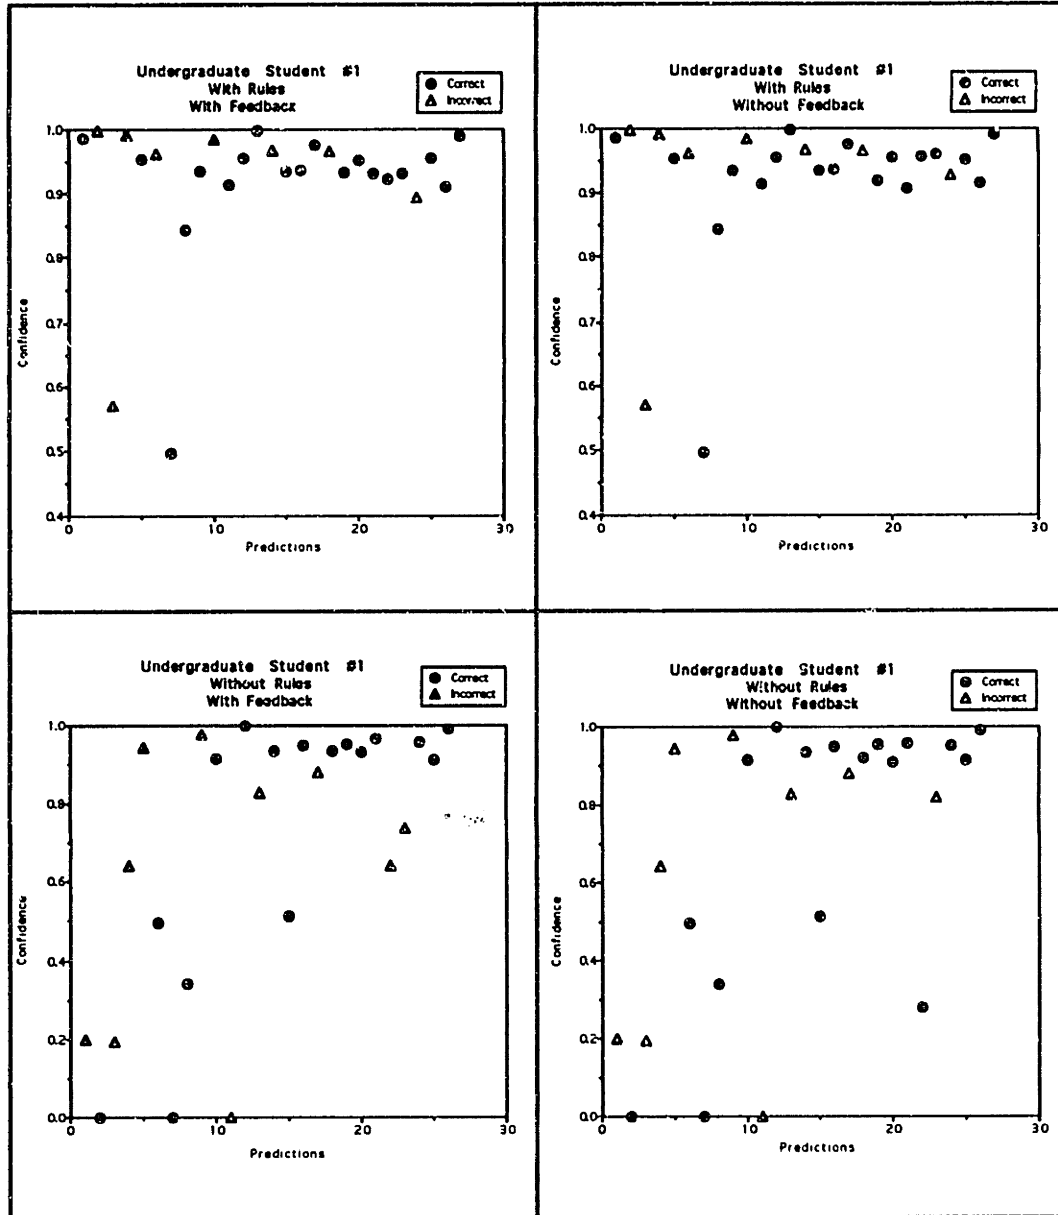 Undergraduate Student #1
With Rules
With Feedback
Correct
Incorrect
1.0
0.9
0.8
0.7
0.6
0.5
0.4
Confidence
0 10 20 30
Predictions
Undergraduate Student #1
With Rules
Without Feedback
Correct
Incorrect
1.0
0.9
0.8
0.7
0.6
0.5
0.4
Confidence
0 10 20 30
Predictions
Undergraduate Student #1
Without Rules
With Feedback
Correct
Incorrect
1.0
0.8
0.6
0.4
0.2
0.0
Confidence
0 10 20 30
Predictions
Undergraduate Student #1
Without Rules
Without Feedback
Correct
Incorrect
1.0
0.8
0.6
0.4
0.2
0.0
Confidence
0 10 20 30
Predictions